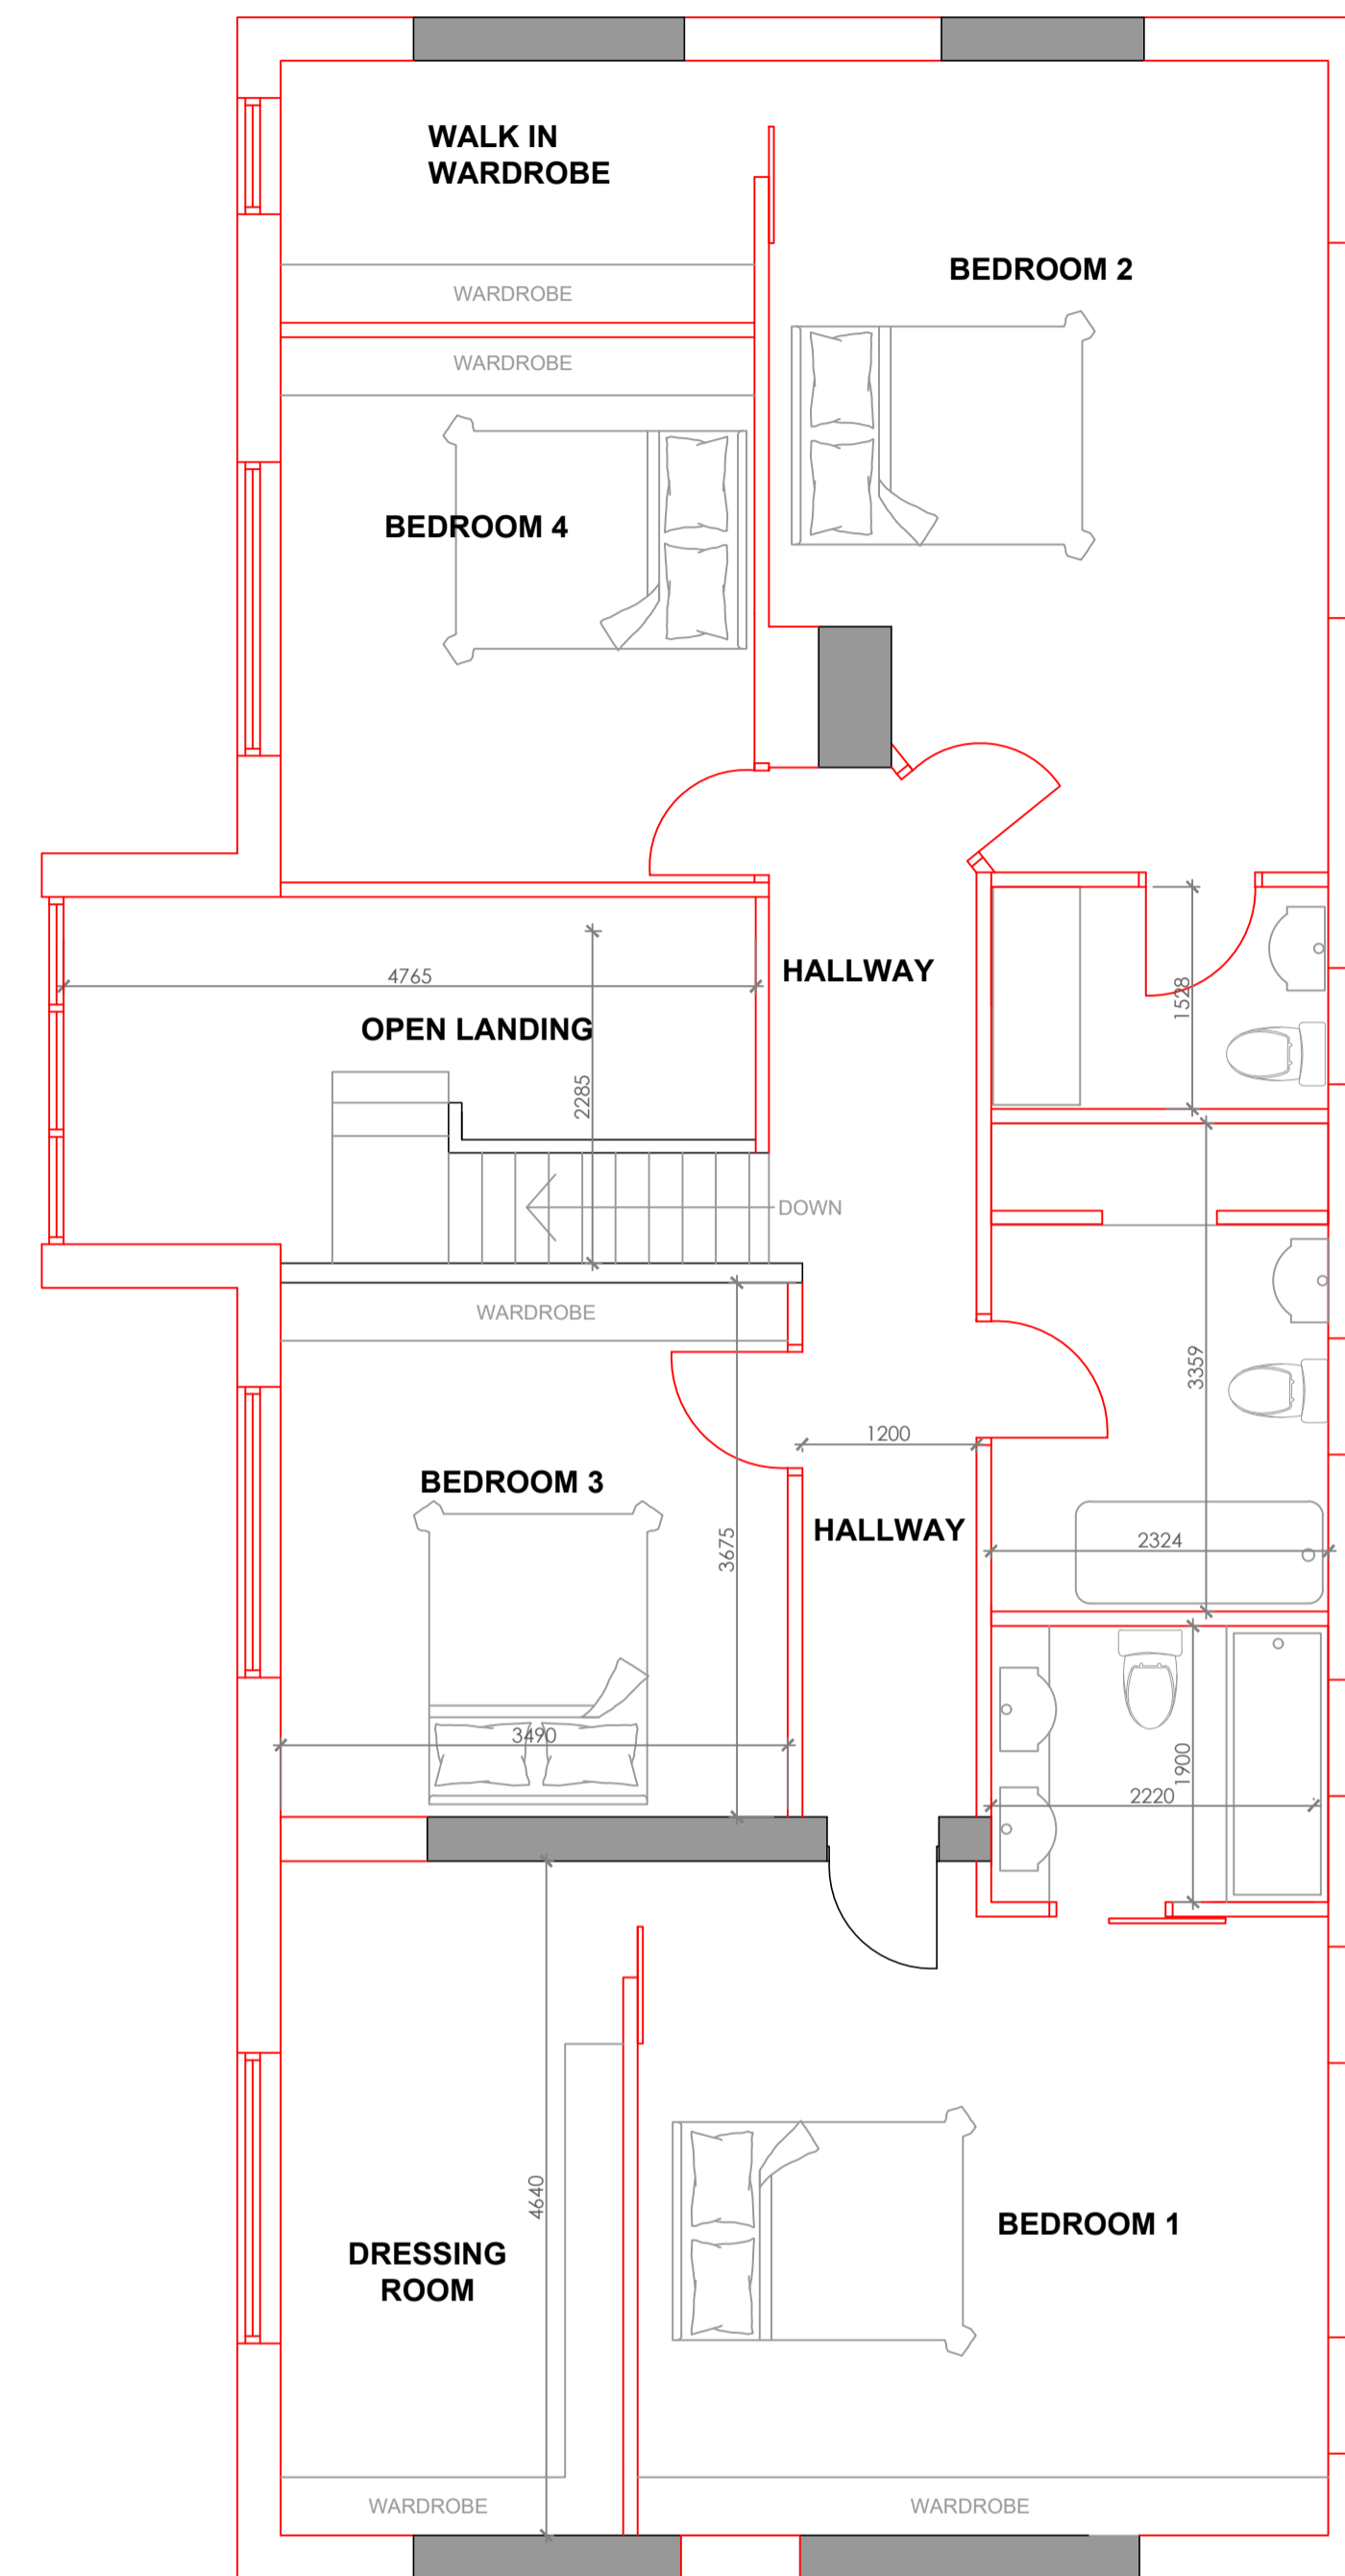 WALK IN
WARDROBE
BEDROOM 2
WARDROBE
WARDROBE
BEDROOM 4
HALLWAY
4765
1528
OPEN LANDING
2285
DOWN
WARDROBE
3359
1200
BEDROOM 3
HALLWAY
3675
2324
3490
1900
2220
4640
BEDROOM 1
DRESSING
ROOM
WARDROBE
WARDROBE